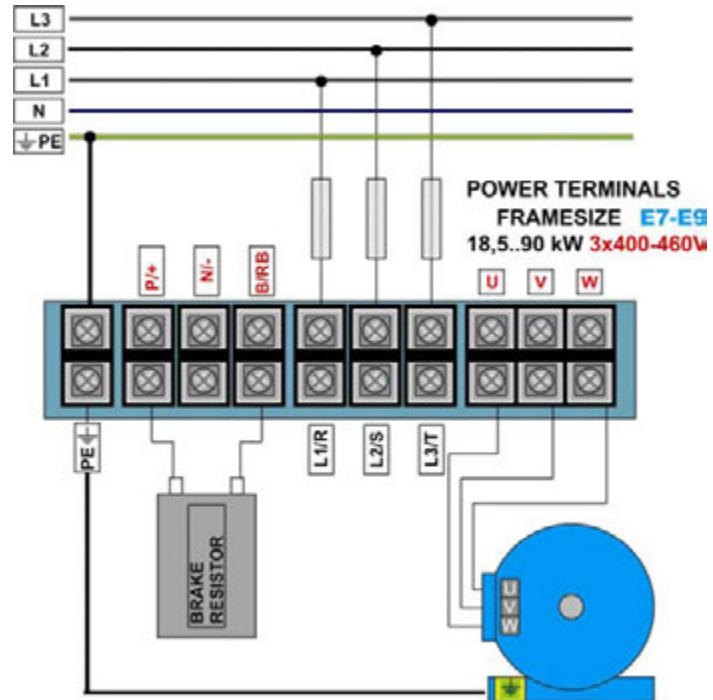 L3
L2
L1
N
PE
POWER TERMINALS
FRAMESIZE E7-E9
18,5..90 kW 3x400-460V
P/+
N/-
B/RB
U
V
W
PE
L1/R
L2/S
L3/T
BRAKE
RESISTOR
U
V
W